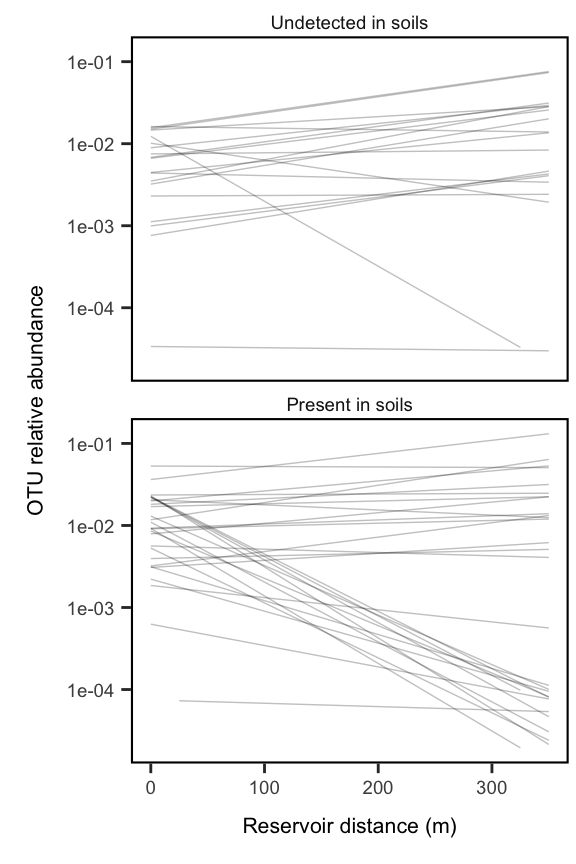 Undetected in soils
1e-01
1e-02
1e-03
1e-04
OTU relative abundance
Present in soils
1e-01
1e-02
1e-03
1e-04
0
100
200
300
Reservoir distance (m)